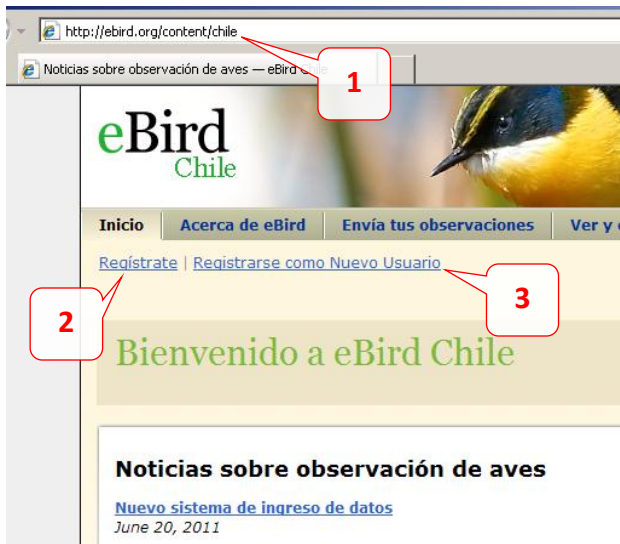 http://ebird.org/content/chile
Noticias sobre observación de aves — eBird
1
eBird
Chile
Inicio Acerca de eBird Envía tus observaciones Ver y
Regístrate | Registrarse como Nuevo Usuario
2
3
Bienvenido a eBird Chile
Noticias sobre observación de aves
Nuevo sistema de ingreso de datos
June 20, 2011